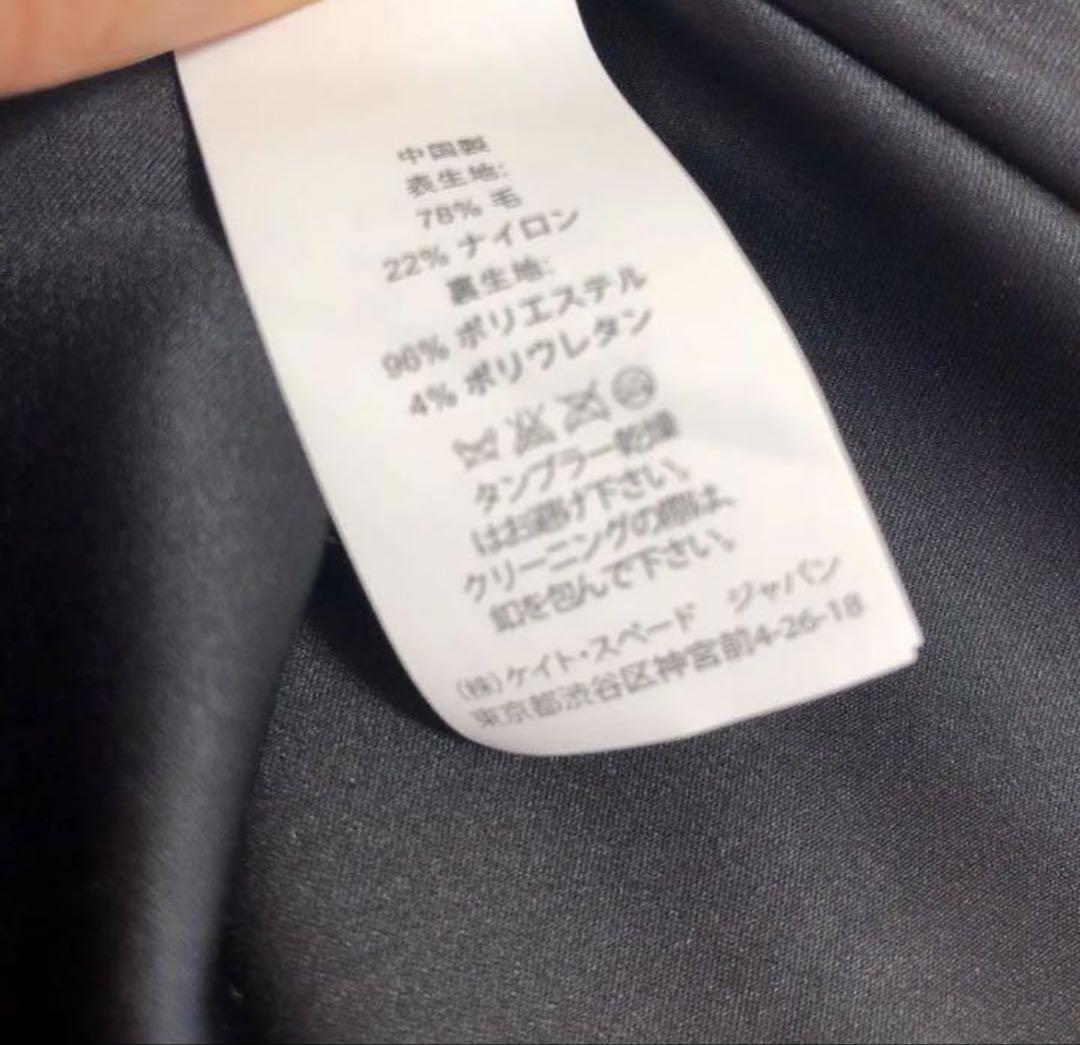 中国製
表生地:
78% 毛
22% ナイロン
裏生地:
96% ポリエステル
4% ポリウレタン
タンブラー乾燥
はお避け下さい。
クリーニングの際は、
釦を包んで下さい。
(株)ケイト・スペード ジャパン
東京都渋谷区神宮前4-26-18